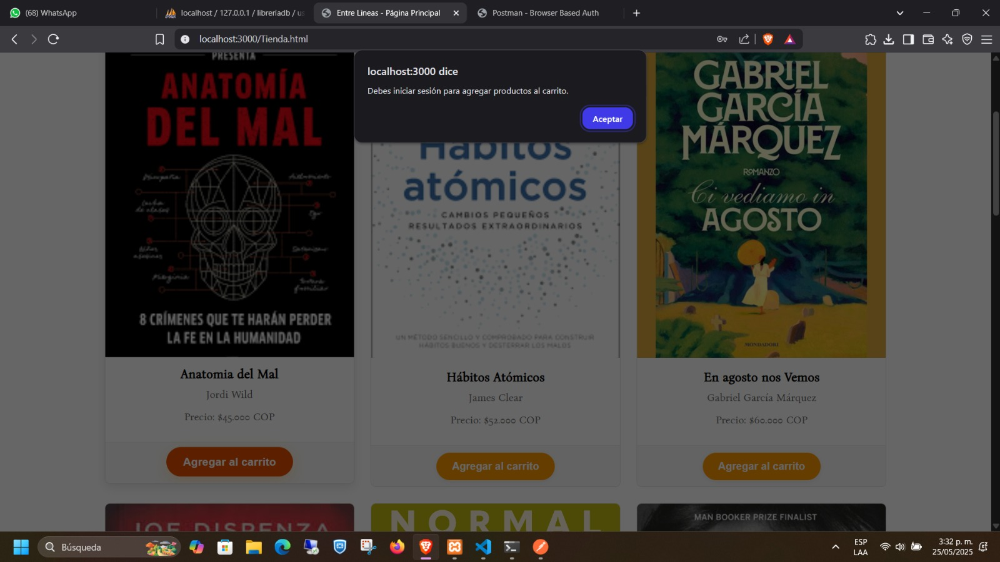 (68) WhatsApp
localhost / 127.0.0.1 / libreriadb / us
Entre Lineas - Página Principal
Postman - Browser Based Auth
localhost:3000/Tienda.html
localhost:3000 dice
Debes iniciar sesión para agregar productos al carrito.
Aceptar
PRESENTA
ANATOMÍA
DEL MAL
8 CRÍMENES QUE TE HARÁN PERDER
LA FE EN LA HUMANIDAD
Anatomia del Mal
Jordi Wild
Precio: $45.000 COP
Agregar al carrito
Hábitos
atómicos
CAMBIOS PEQUEÑOS
RESULTADOS EXTRAORDINARIOS
UN MÉTODO SENCILLO Y COMPROBADO PARA CONSTRUIR
HÁBITOS BUENOS Y DESTERRAR LOS MALOS
Hábitos Atómicos
James Clear
Precio: $52.000 COP
Agregar al carrito
GABRIEL
GARCÍA
MÁRQUEZ
ROMANZO
Ci vediamo in
AGOSTO
MONDADORI
En agosto nos Vemos
Gabriel García Márquez
Precio: $60.000 COP
Agregar al carrito
JOE DISPENZA
NORMAL
MAN BOOKER PRIZE FINALIST
Búsqueda
ESP
LAA
3:32 p. m.
25/05/2025